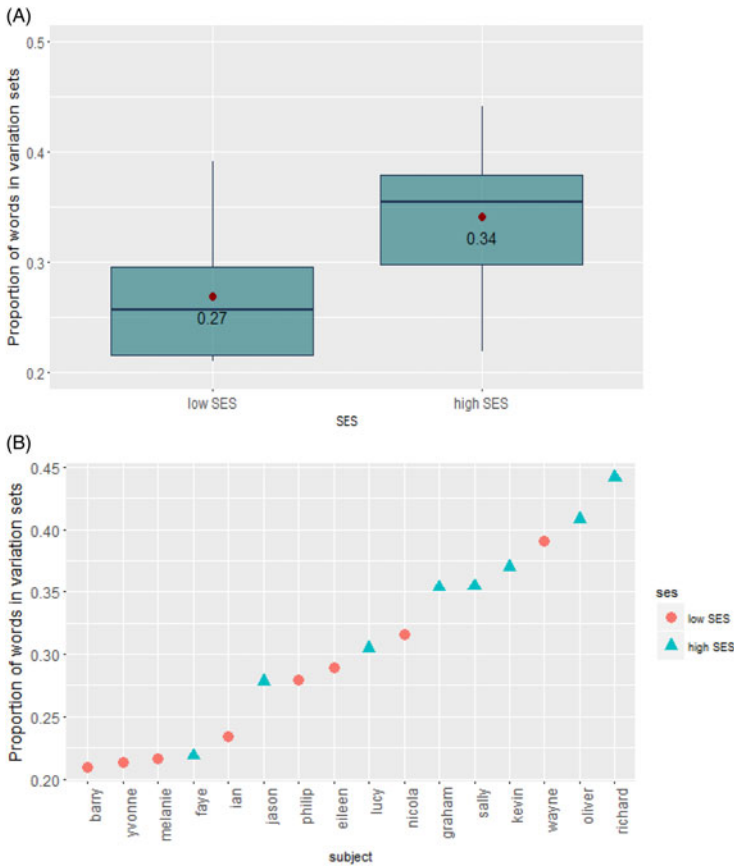 (A)
Proportion of words in variation sets
0.5
0.4
0.3
0.2
0.27
0.34
low SES
high SES
SES
(B)
Proportion of words in variation sets
0.45
0.40
0.35
0.30
0.25
0.20
barry
yvonne
melanie
faye
ian
jason
philip
eileen
lucy
nicola
graham
sally
kevin
wayne
oliver
richard
subject
ses
low SES
high SES